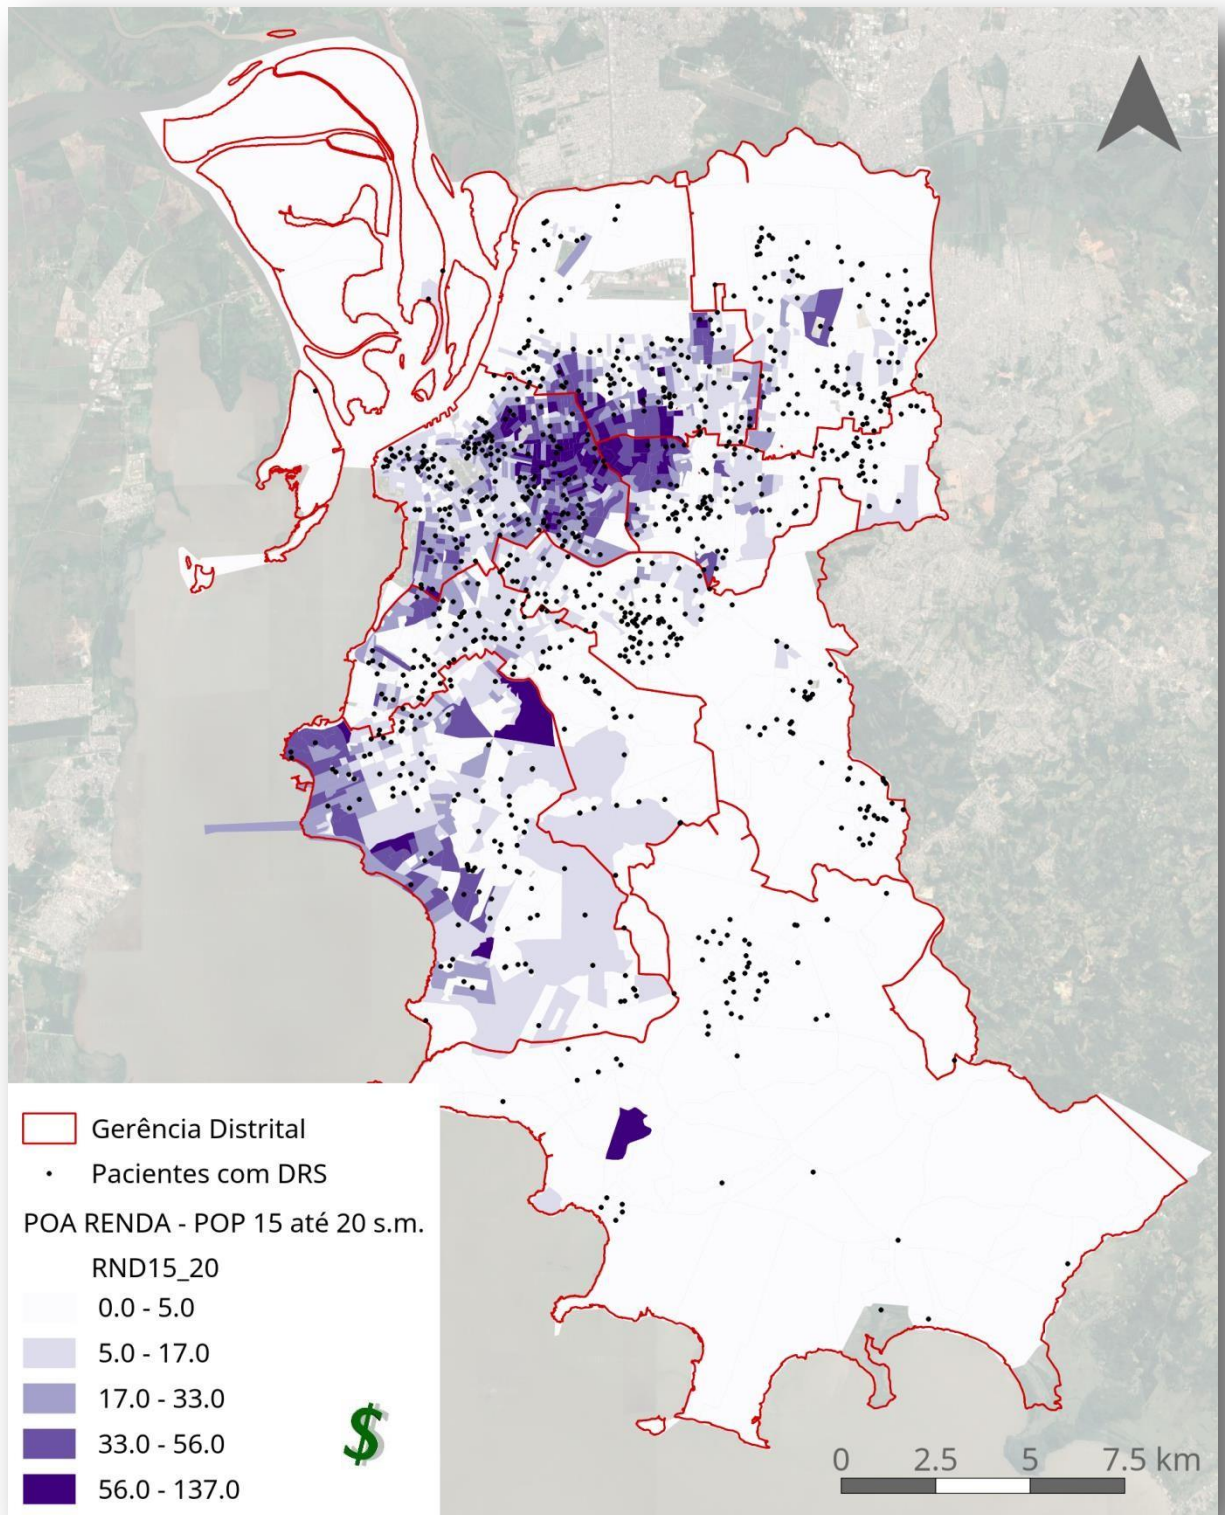 Gerência Distrital
Pacientes com DRS
POA RENDA - POP 15 até 20 s.m.
RND15_20
0.0 - 5.0
5.0 - 17.0
17.0 - 33.0
33.0 - 56.0
56.0 - 137.0
$
0 2.5 5 7.5 km